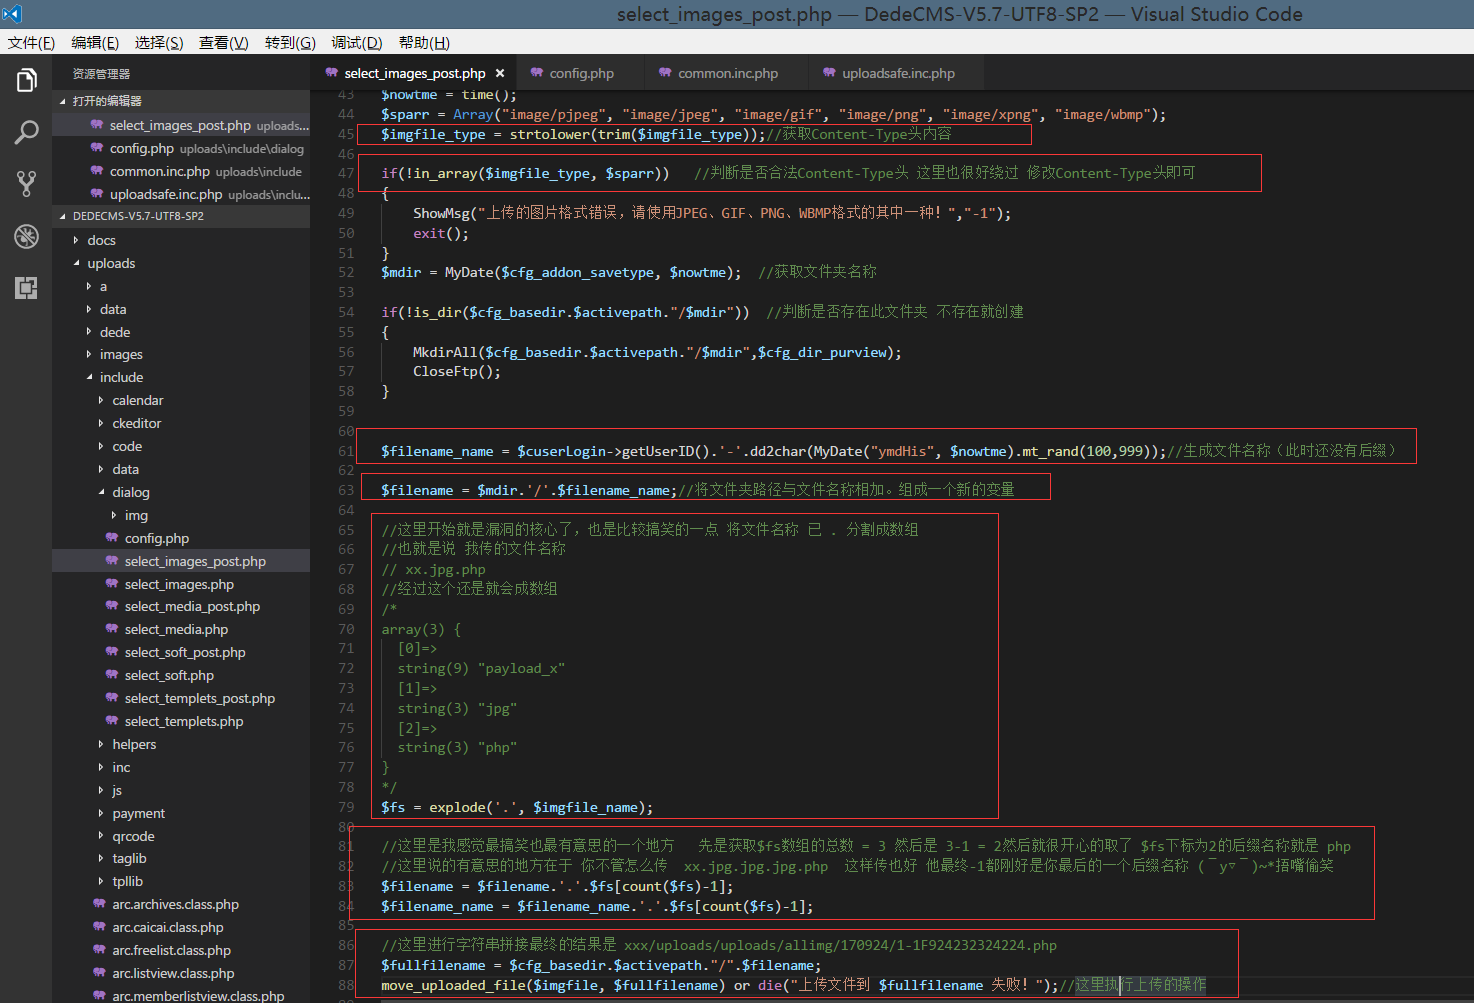 select_images_post.php — DedeCMS-V5.7-UTF8-SP2 — Visual Studio Code
文件(F) 编辑(E) 选择(S) 查看(V) 转到(G) 调试(D) 帮助(H)
资源管理器
打开的编辑器
select_images_post.php uploads...
config.php uploads\include\dialog
common.inc.php uploads\include
uploadsafe.inc.php uploads\inclu...
DEDECMS-V5.7-UTF8-SP2
docs
uploads
a
data
dede
images
include
calendar
ckeditor
code
data
dialog
img
config.php
select_images_post.php
select_images.php
select_media_post.php
select_media.php
select_soft_post.php
select_soft.php
select_templets_post.php
select_templets.php
helpers
inc
js
payment
qrcode
taglib
tpllib
arc.archives.class.php
arc.caicai.class.php
arc.freelist.class.php
arc.listview.class.php
arc.memberlistview.class.php
select_images_post.php × config.php common.inc.php uploadsafe.inc.php
43 $nowtme = time();
44 $sparr = Array("image/pjpeg", "image/jpeg", "image/gif", "image/png", "image/xpng", "image/wbmp");
45 $imgfile_type = strtolower(trim($imgfile_type));//获取Content-Type头内容
46
47 if(!in_array($imgfile_type, $sparr)) //判断是否合法Content-Type头 这里也很好绕过 修改Content-Type头即可
48 {
49 ShowMsg("上传的图片格式错误，请使用JPEG、GIF、PNG、WBMP格式的其中一种！","-1");
50 exit();
51 }
52 $mdir = MyDate($cfg_addon_savetype, $nowtme); //获取文件夹名称
53
54 if(!is_dir($cfg_basedir.$activepath."/$mdir")) //判断是否存在此文件夹 不存在就创建
55 {
56 MkdirAll($cfg_basedir.$activepath."/$mdir",$cfg_dir_purview);
57 CloseFtp();
58 }
59
60
61 $filename_name = $cuserLogin->getUserID().'-'.dd2char(MyDate("ymdHis", $nowtme).mt_rand(100,999));//生成文件名称（此时还没有后缀）
62
63 $filename = $mdir.'/'.$filename_name;//将文件夹路径与文件名称相加。组成一个新的变量
64
65 //这里开始就是漏洞的核心了，也是比较搞笑的一点 将文件名称 已 . 分割成数组
66 //也就是说 我传的文件名称
67 // xx.jpg.php
68 //经过这个还是就会成数组
69 /*
70 array(3) {
71 [0]=>
72 string(9) "payload_x"
73 [1]=>
74 string(3) "jpg"
75 [2]=>
76 string(3) "php"
77 }
78 */
79 $fs = explode('.', $imgfile_name);
80
81 //这里是我感觉最搞笑也最有意思的一个地方 先是获取$fs数组的总数 = 3 然后是 3-1 = 2然后就很开心的取了 $fs下标为2的后缀名称就是 php
82 //这里说的有意思的地方在于 你不管怎么传 xx.jpg.jpg.jpg.php 这样传也好 他最终-1都刚好是你最后的一个后缀名称 (¯y▽¯)~*捂嘴偷笑
83 $filename = $filename.'.'.$fs[count($fs)-1];
84 $filename_name = $filename_name.'.'.$fs[count($fs)-1];
85
86 //这里进行字符串拼接最终的结果是 xxx/uploads/uploads/allimg/170924/1-1F924232324224.php
87 $fullfilename = $cfg_basedir.$activepath."/".$filename;
88 move_uploaded_file($imgfile, $fullfilename) or die("上传文件到 $fullfilename 失败！");//这里执行上传的操作